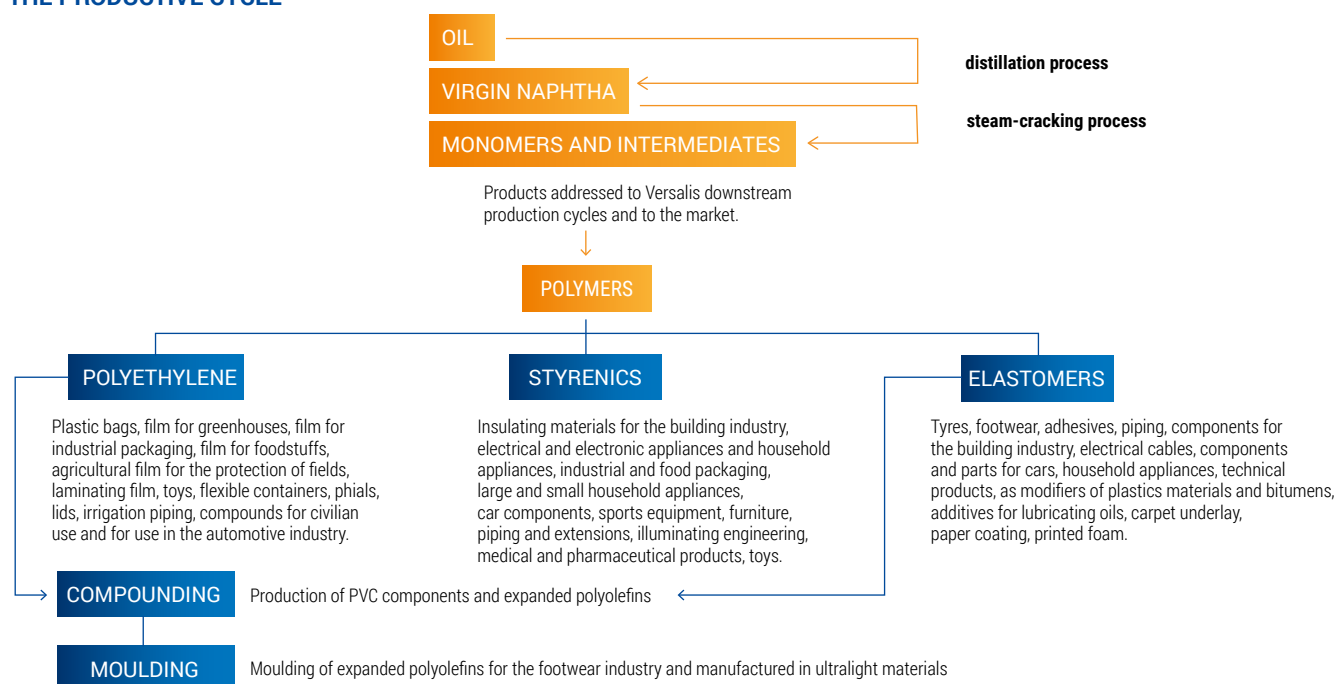 THE PRODUCTIVE CYCLE
OIL
distillation process
VIRGIN NAPHTHA
steam-cracking process
MONOMERS AND INTERMEDIATES
Products addressed to Versalis downstream
production cycles and to the market.
POLYMERS
POLYETHYLENE
Plastic bags, film for greenhouses, film for
industrial packaging, film for foodstuffs,
agricultural film for the protection of fields,
laminating film, toys, flexible containers, phials,
lids, irrigation piping, compounds for civilian
use and for use in the automotive industry.
STYRENICS
Insulating materials for the building industry,
electrical and electronic appliances and household
appliances, industrial and food packaging,
large and small household appliances,
car components, sports equipment, furniture,
piping and extensions, illuminating engineering,
medical and pharmaceutical products, toys.
ELASTOMERS
Tyres, footwear, adhesives, piping, components for
the building industry, electrical cables, components
and parts for cars, household appliances, technical
products, as modifiers of plastics materials and bitumens,
additives for lubricating oils, carpet underlay,
paper coating, printed foam.
COMPOUNDING
Production of PVC components and expanded polyolefins
MOULDING
Moulding of expanded polyolefins for the footwear industry and manufactured in ultralight materials